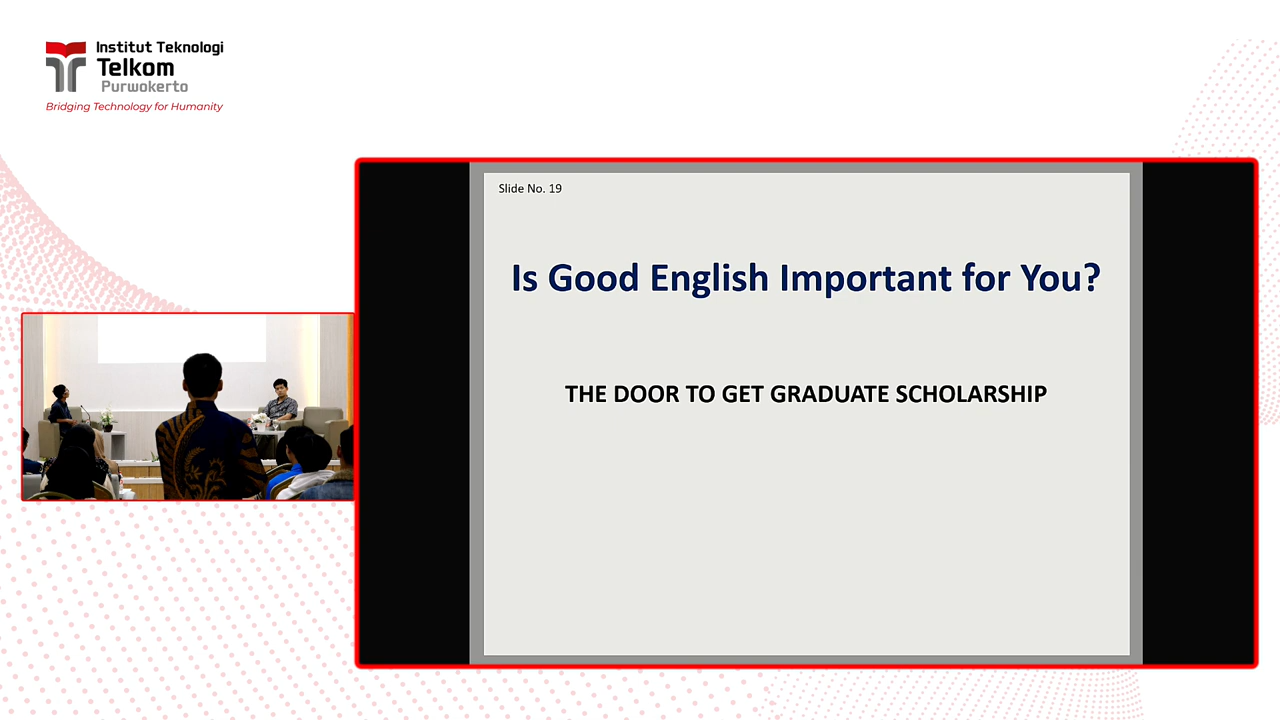 Institut Teknologi
Telkom
Purwokerto
Bridging Technology for Humanity
Slide No. 19
Is Good English Important for You?
THE DOOR TO GET GRADUATE SCHOLARSHIP